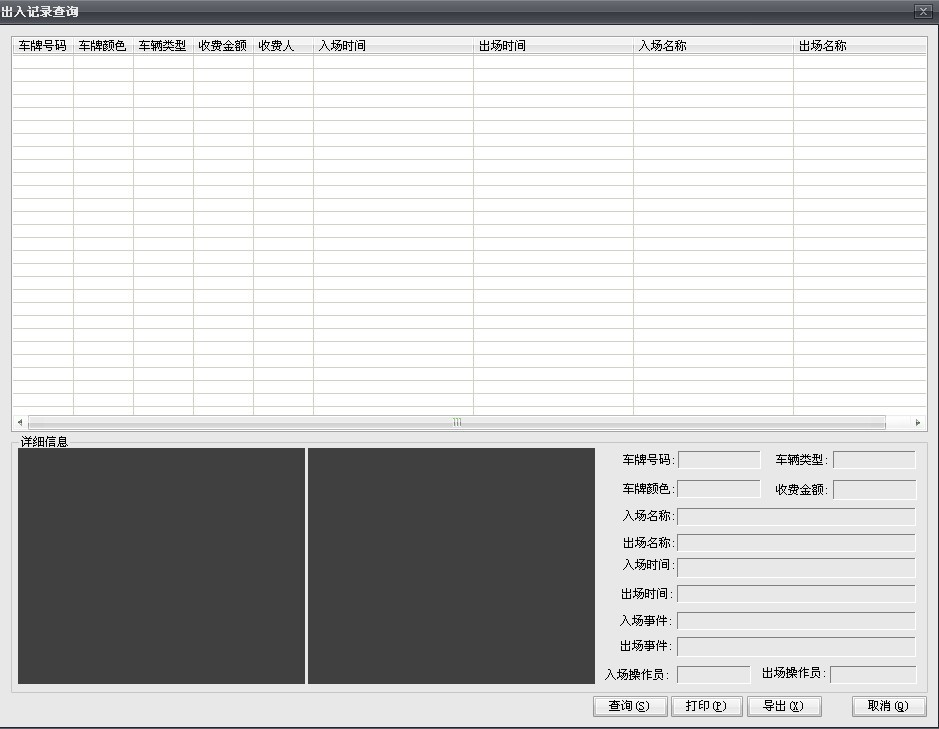 出入记录查询
车牌号码 车牌颜色 车辆类型 收费金额 收费人 入场时间 出场时间 入场名称 出场名称
详细信息
车牌号码: 车辆类型:
车牌颜色: 收费金额:
入场名称:
出场名称:
入场时间:
出场时间:
入场事件:
出场事件:
入场操作员: 出场操作员:
查询(S) 打印(P) 导出(X) 取消(Q)